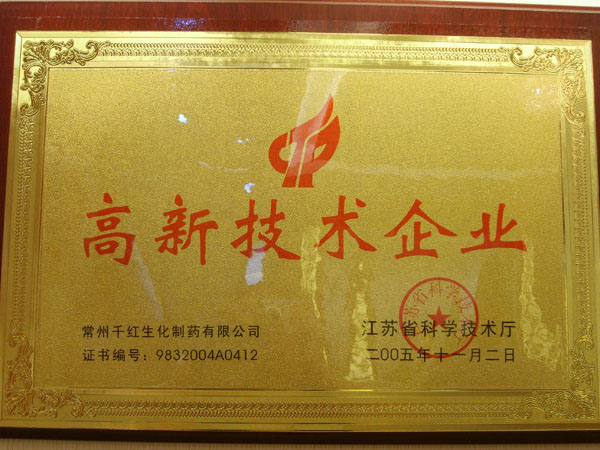 高新技术企业
常州千红生化制药有限公司
证书编号：9832004A0412
江苏省科学技术厅
二00五年十一月二日